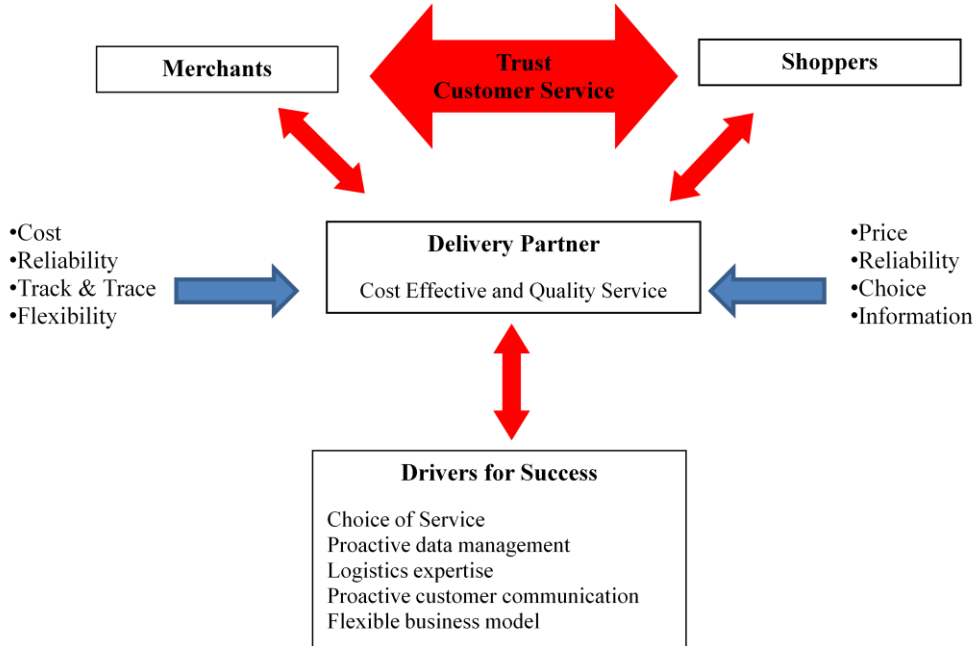 Merchants
Trust
Customer Service
Shoppers
•Cost
•Reliability
•Track & Trace
•Flexibility
Delivery Partner
Cost Effective and Quality Service
•Price
•Reliability
•Choice
•Information
Drivers for Success
Choice of Service
Proactive data management
Logistics expertise
Proactive customer communication
Flexible business model